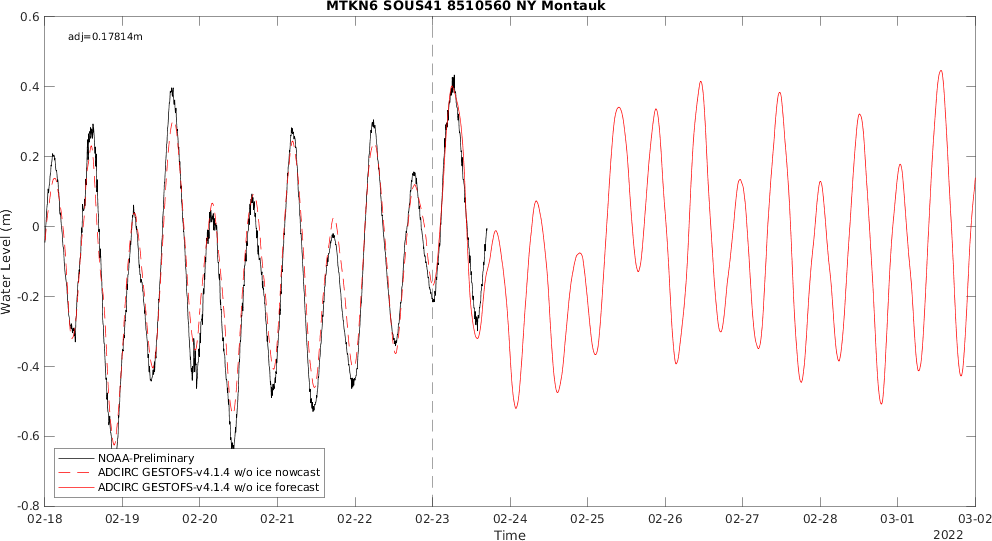 MTKN6 SOUS41 8510560 NY Montauk
adj=0.17814m
0.6
0.4
0.2
0
-0.2
-0.4
-0.6
-0.8
Water Level (m)
NOAA-Preliminary
ADCIRC GESTOFS-v4.1.4 w/o ice nowcast
ADCIRC GESTOFS-v4.1.4 w/o ice forecast
02-18 02-19 02-20 02-21 02-22 02-23 02-24 02-25 02-26 02-27 02-28 03-01 03-02
Time
2022